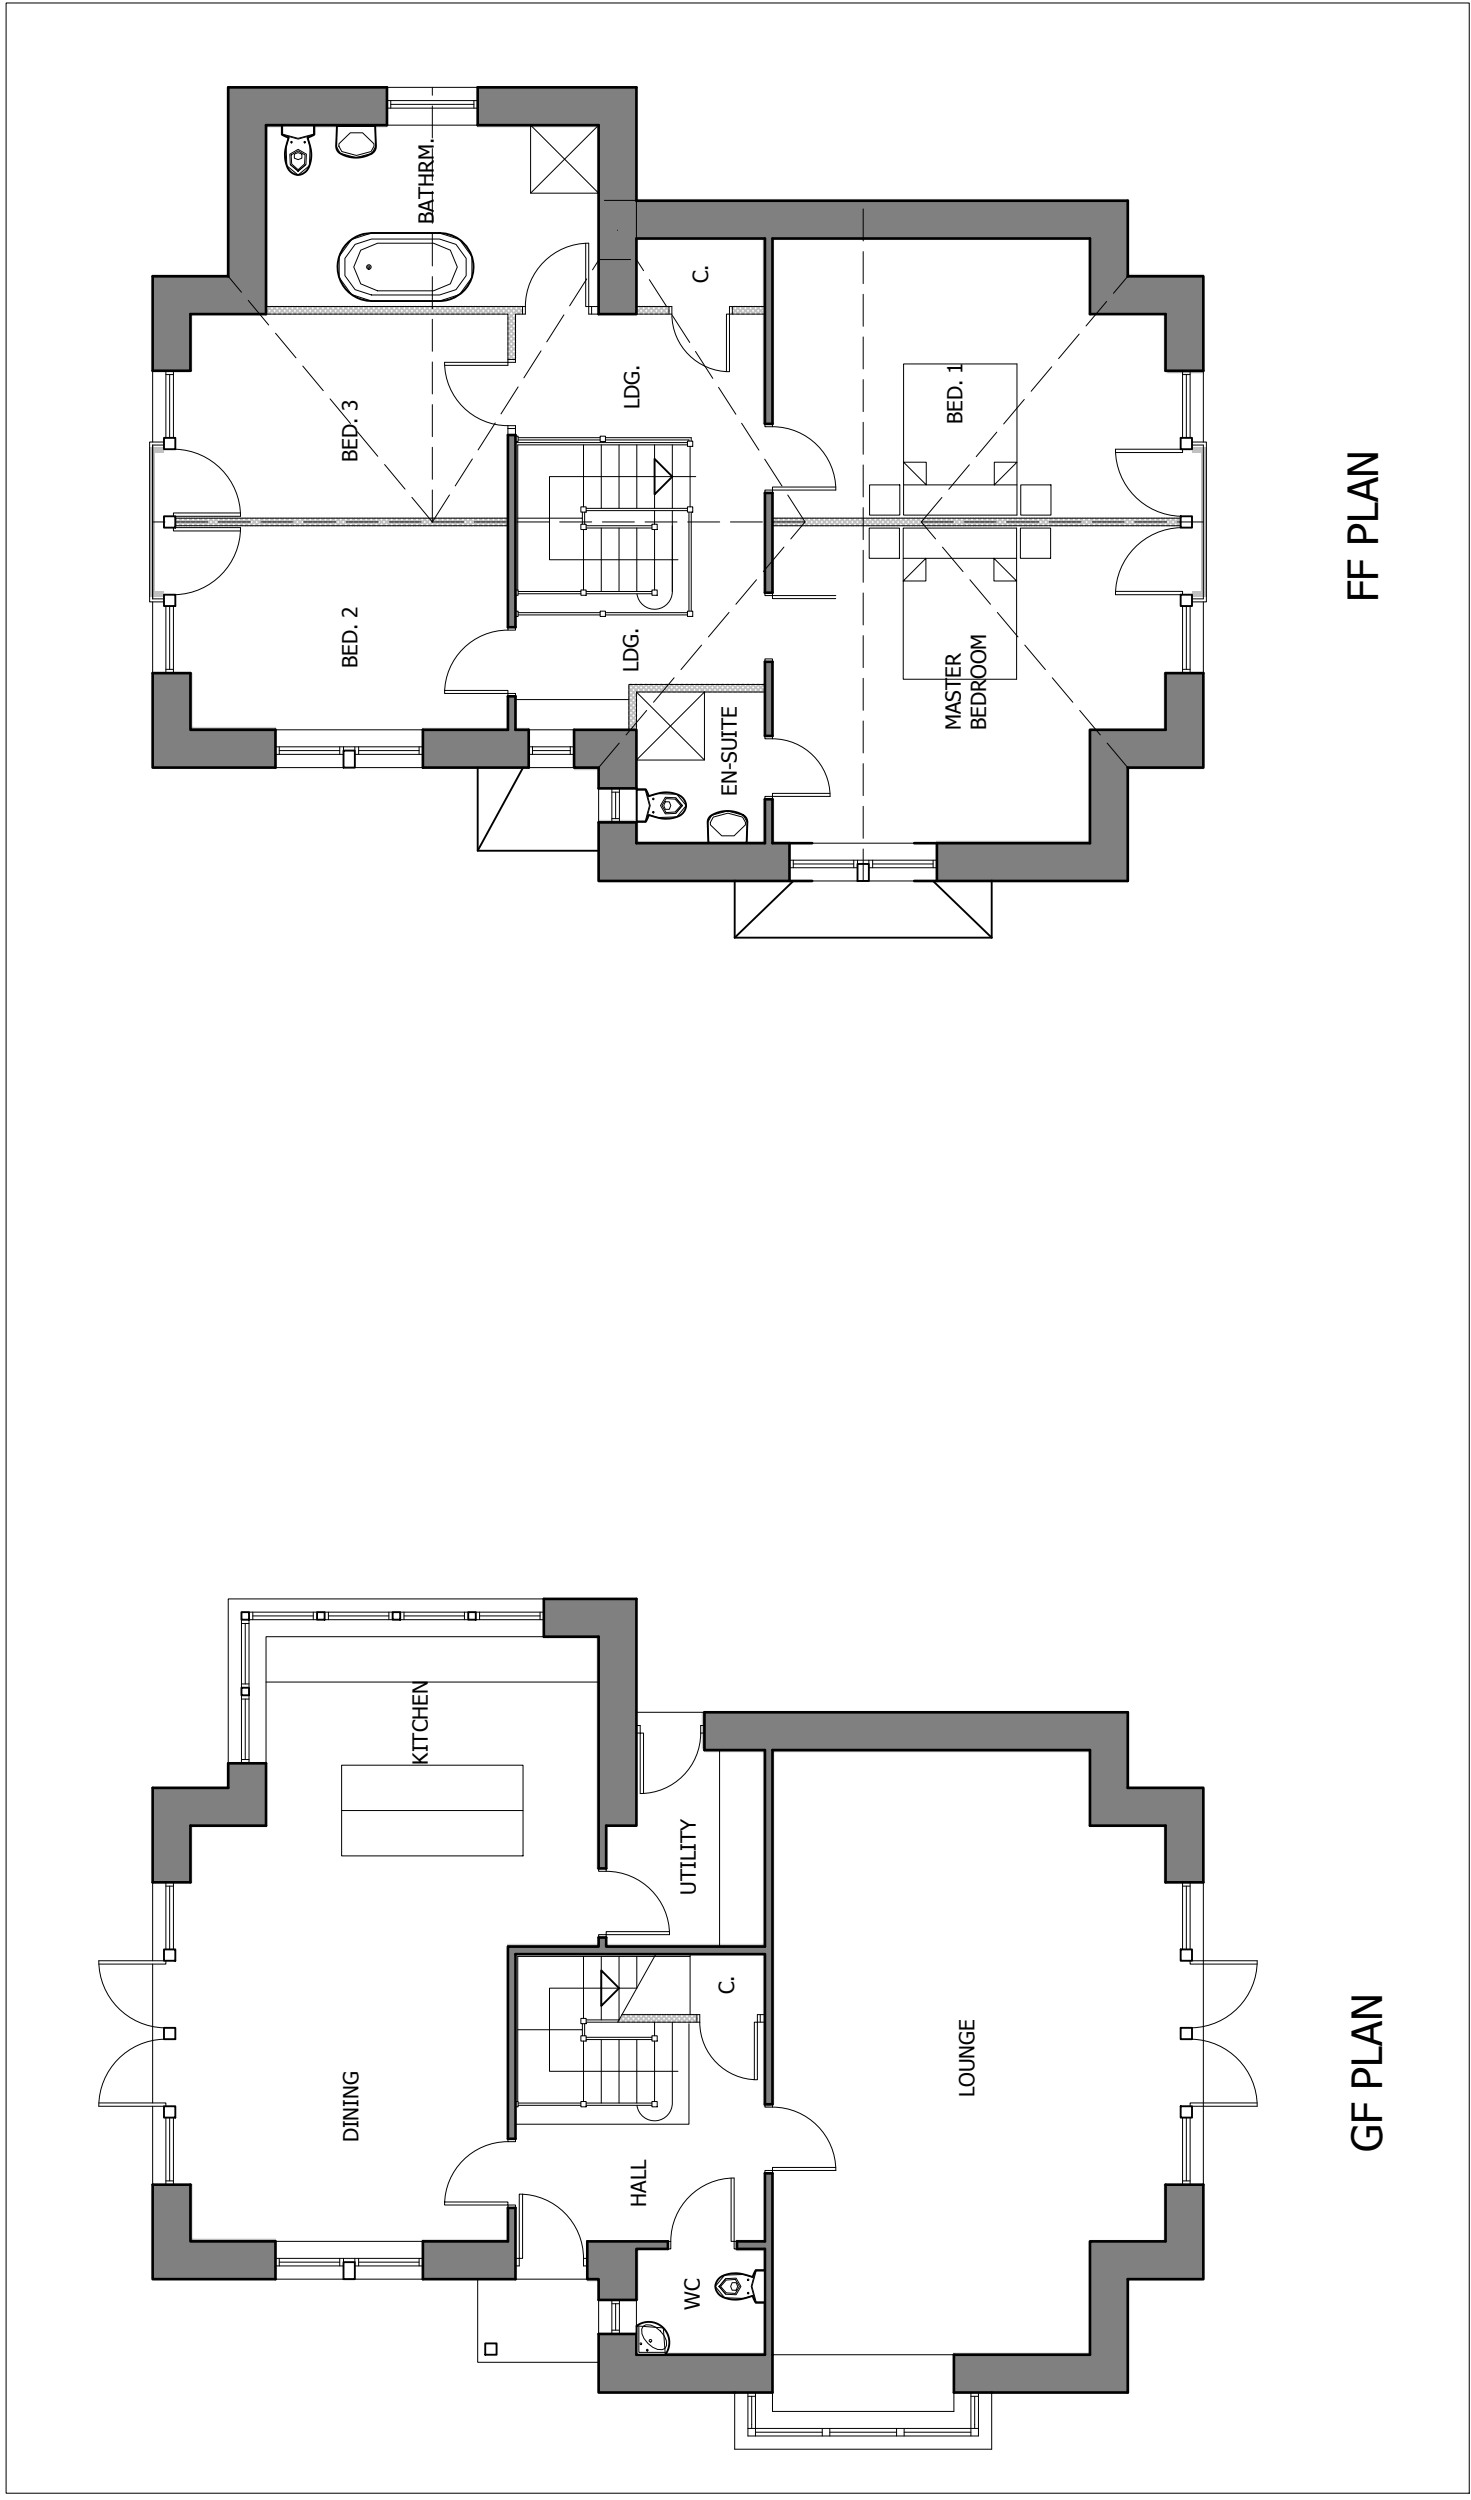 DINING
KITCHEN
HALL
WC
C.
UTILITY
LOUNGE
GF PLAN
BED. 2
BED. 3
BATHRM.
LDG.
LDG.
C.
EN-SUITE
MASTER
BEDROOM
BED. 1
FF PLAN